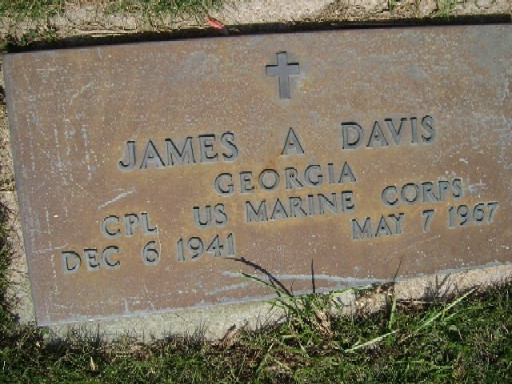 JAMES A DAVIS
GEORGIA
CPL US MARINE CORPS
DEC 6 1941 MAY 7 1967